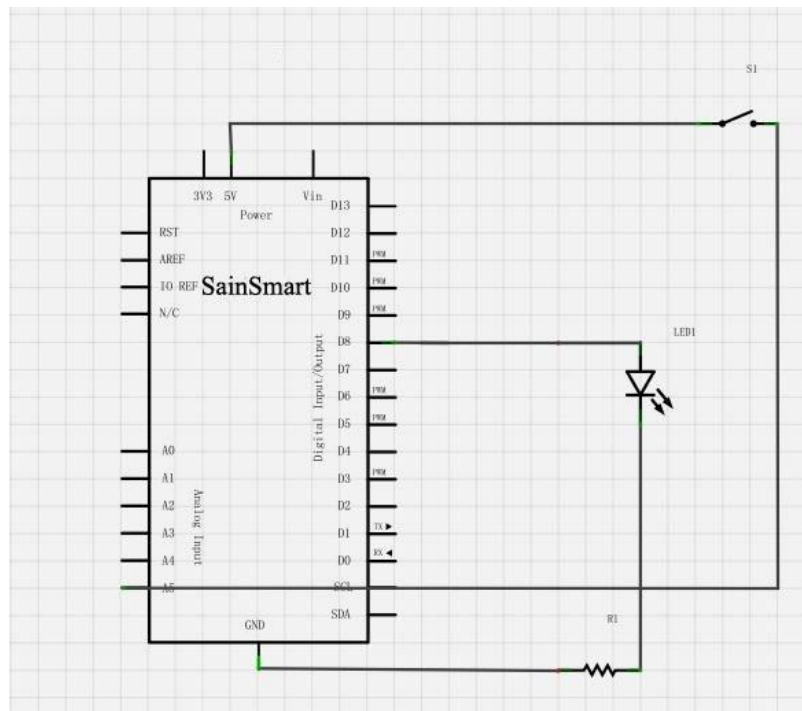 S1
3V3 5V Vin
Power
D13
RST
D12
AREF
D11 PWM
IO REF
SainSmart
D10 PWM
N/C
D9 PWM
D8
LED1
D7
D6 PWM
D5 PWM
Digital Input/Output
A0
D4
A1
D3 PWM
A2
D2
Analog Input
A3
D1 TX
A4
D0 RX
A5
SCL
SDA
GND
R1